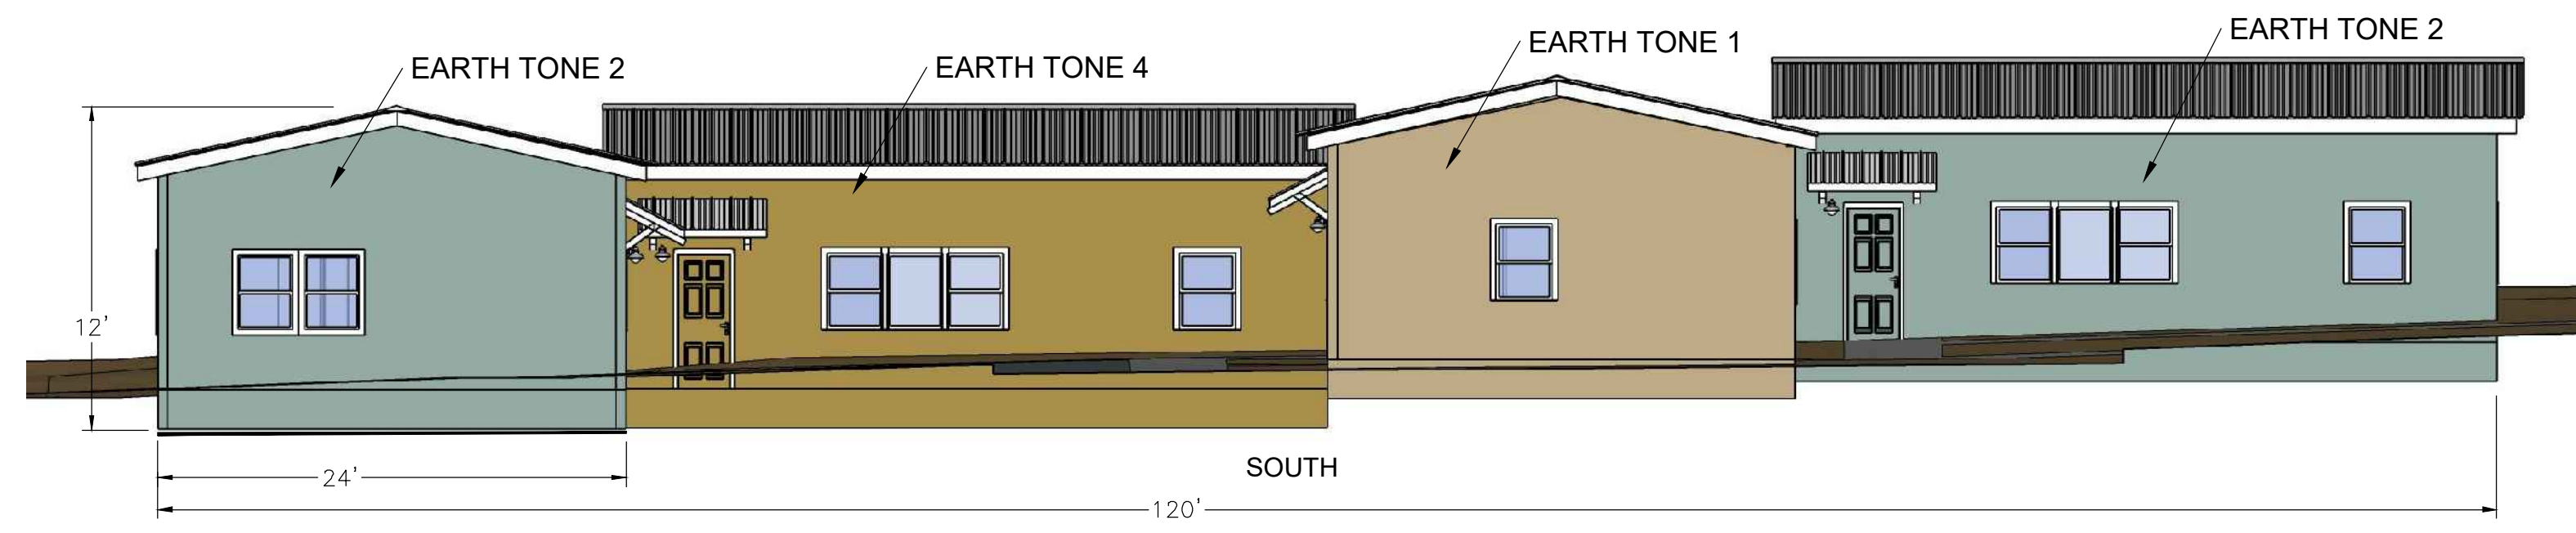 EARTH TONE 2
EARTH TONE 4
EARTH TONE 1
EARTH TONE 2
12'
24'
SOUTH
120'